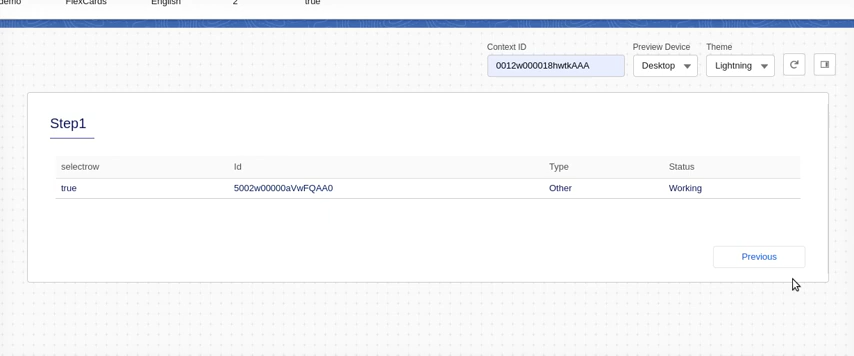 demo FlexCards English 2 true
Context ID Preview Device Theme
0012w000018hwtkAAA Desktop Lightning
Step1
selectrow Id Type Status
true 5002w00000aVwFQAA0 Other Working
Previous